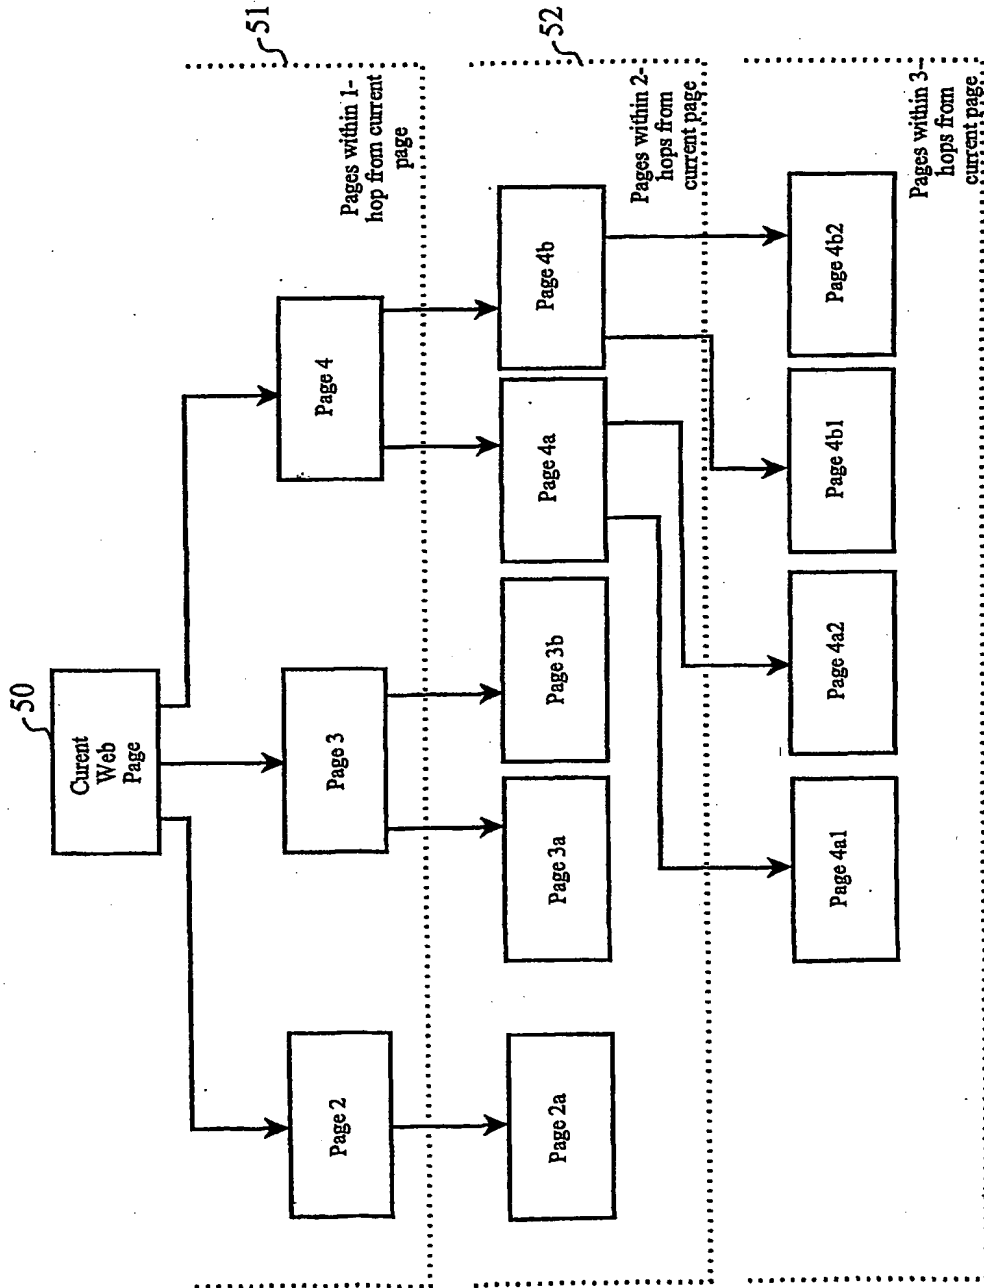 50
Curent
Web
Page
51
Page 2
Page 3
Page 4
Pages within 1-
hop from current
page
52
Page 2a
Page 3a
Page 3b
Page 4a
Page 4b
Pages within 2-
hops from
current page
Page 4a1
Page 4a2
Page 4b1
Page 4b2
Pages within 3-
hops from
current page